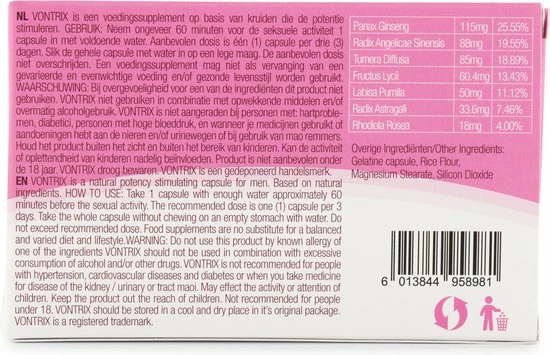 NL VONTRIX is een voedingssupplement op basis van kruiden die de potentie
stimuleren. GEBRUIK: Neem ongeveer 60 minuten voor de seksuele activiteit 1
capsule in met voldoende water. Aanbevolen dosis is één (1) capsule per drie (3)
dagen. Slik de gehele capsule met water in op een lege maag. De aanbevolen dosis
niet overschrijden. Een voedingssupplement mag niet als vervanging van een
gevarieerde en evenwichtige voeding en/of gezonde levensstijl worden gebruikt.
WAARSCHUWING: Bij overgevoeligheid voor een van de ingrediënten dit product niet
gebruiken. VONTRIX niet gebruiken in combinatie met opwekkende middelen en/of
overmatig alcoholgebruik. VONTRIX is niet aangeraden bij personen met: hartproble-
men, diabetici, personen met hoge bloeddruk, en wanneer je medicijnen gebruikt of
aandoeningen hebt aan de nieren en/of urinewegen of bij gebruik van mao remmers.
Houd het product buiten het zicht en buiten het bereik van kinderen. Kan de activiteit
of oplettendheid van kinderen nadelig beïnvloeden. Product is niet aanbevolen onder
de 18 jaar. VONTRIX droog bewaren. VONTRIX is een gedeponeerd handelsmerk.
EN VONTRIX is a natural potency stimulating capsule for men. Based on natural
ingredients. HOW TO USE: Take 1 capsule with enough water approximately 60
minutes before the sexual activity. The recommended dose is one (1) capsule per 3
days. Take the whole capsule without chewing on an empty stomach with water. Do
not exceed recommended dose. Food supplements are no substitute for a balanced
and varied diet and lifestyle.WARNING: Do not use this product by known allergy of
one of the ingredients VONTRIX should not be used in combination with excessive
consumption of alcohol and/or other drugs. VONTRIX is not recommended for people
with hypertension, cardiovascular diseases and diabetes or when you take medicine
for disease of the kidney / urinary or tract maoi. May effect the activity or attention of
children. Keep the product out the reach of children. Not recommended for people
under 18. VONTRIX should be stored in a cool and dry place in it's original package.
VONTRIX is a registered trademark.
Panax Ginseng 115mg 25.55%
Radix Angelicae Sinensis 88mg 19.55%
Turnera Diffusa 85mg 18.89%
Fructus Lycii 60.4mg 13.43%
Labisa Pumila 50mg 11.12%
Radix Astragali 33.6mg 7.46%
Rhodiola Rosea 18mg 4.00%
Overige Ingrediënten/Other Ingredients:
Gelatine capsule, Rice Flour,
Magnesium Stearate, Silicon Dioxide
6 013844 958981